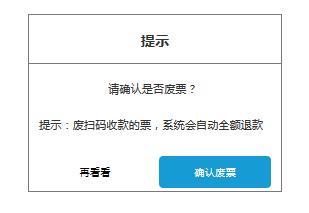 提示
请确认是否废票？
提示：废扫码收款的票，系统会自动全额退款
再看看
确认废票